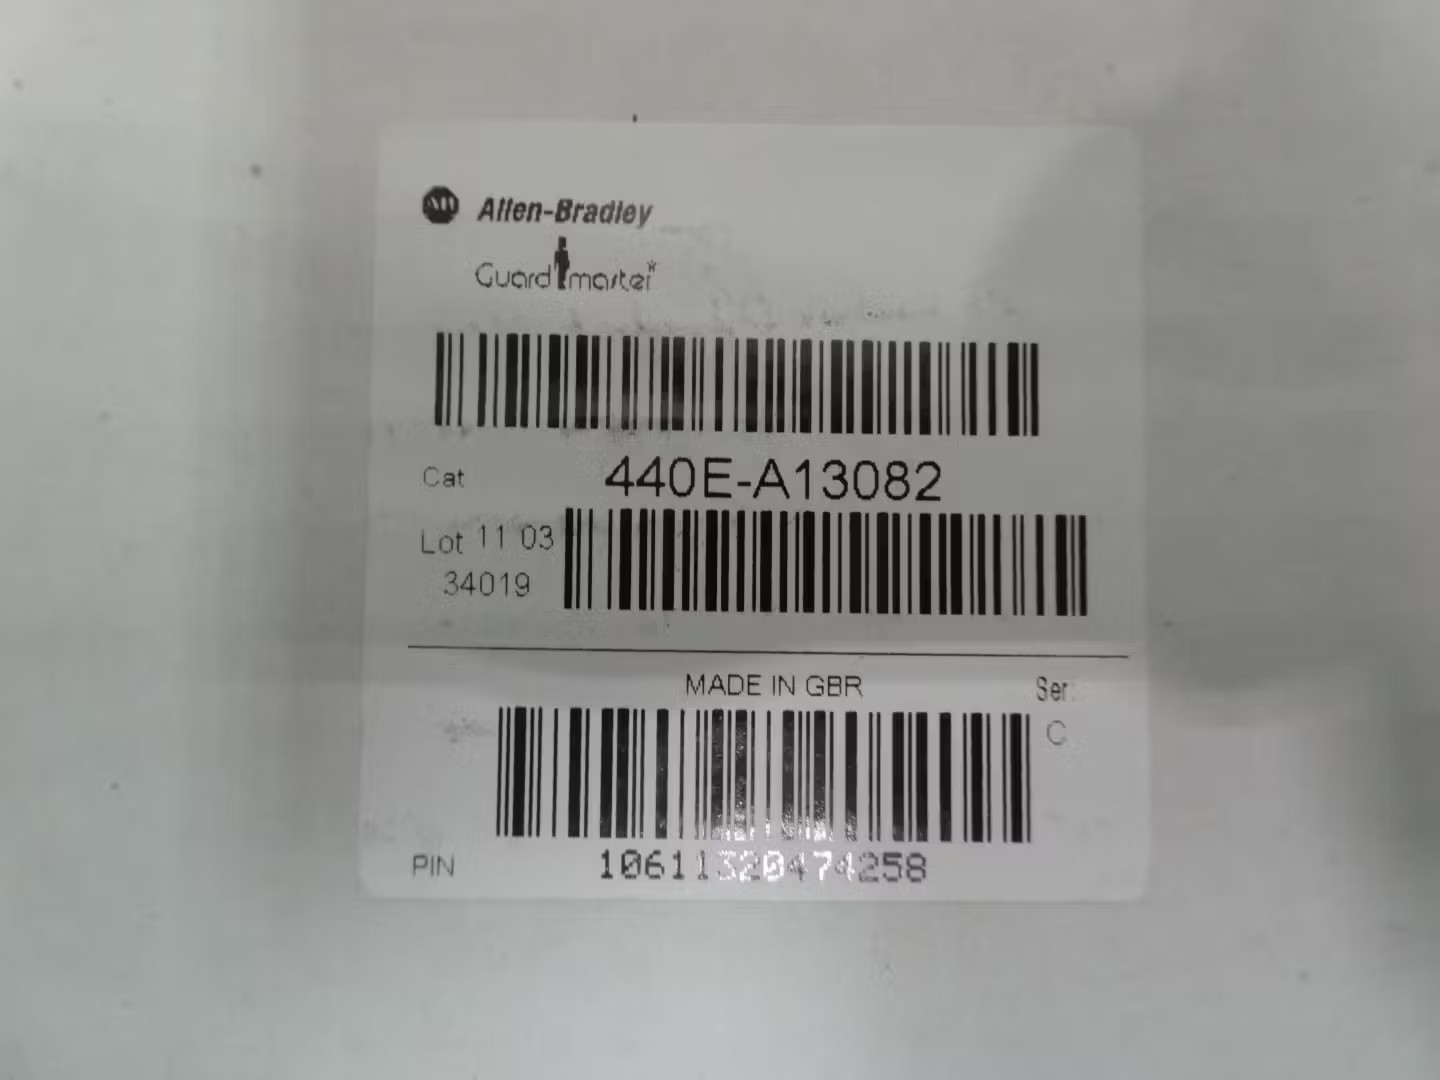 Allen-Bradley
Guardmaster
Cat 440E-A13082
Lot 11 03
34019
MADE IN GBR Ser:
C
PIN 10611320474258